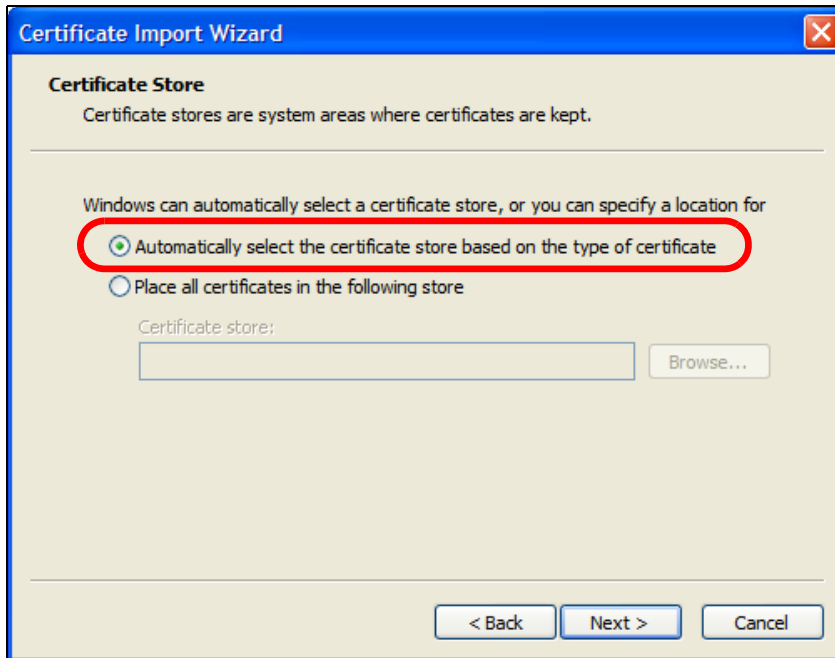 Certificate Import Wizard
Certificate Store
Certificate stores are system areas where certificates are kept.
Windows can automatically select a certificate store, or you can specify a location for
Automatically select the certificate store based on the type of certificate
Place all certificates in the following store
Certificate store:
Browse...
< Back Next > Cancel